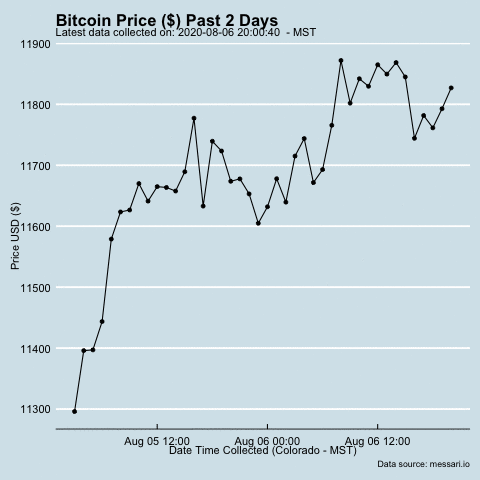 Bitcoin Price ($) Past 2 Days
Latest data collected on: 2020-08-06 20:00:40 - MST
11900
11800
11700
11600
11500
11400
11300
Price USD ($)
Aug 05 12:00 Aug 06 00:00 Aug 06 12:00
Date Time Collected (Colorado - MST)
Data source: messari.io